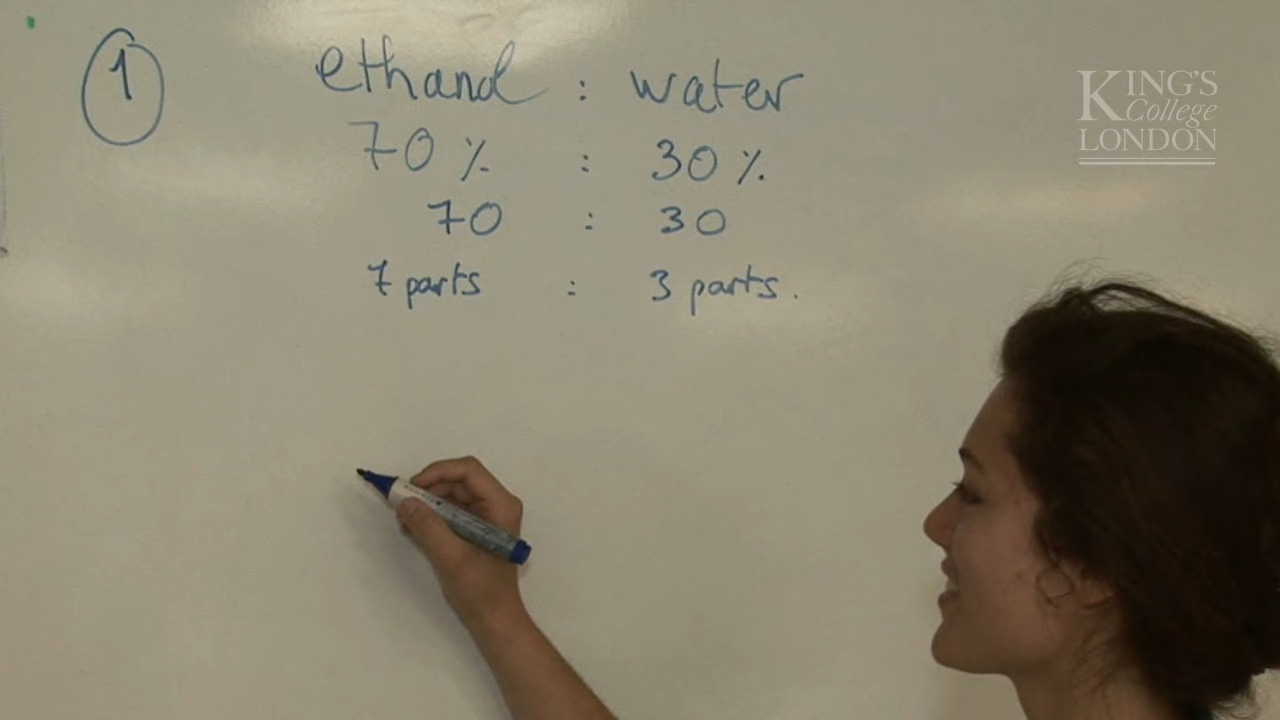 1
ethanol : water
70% : 30%
70 : 30
7 parts : 3 parts.
KING'S
College
LONDON